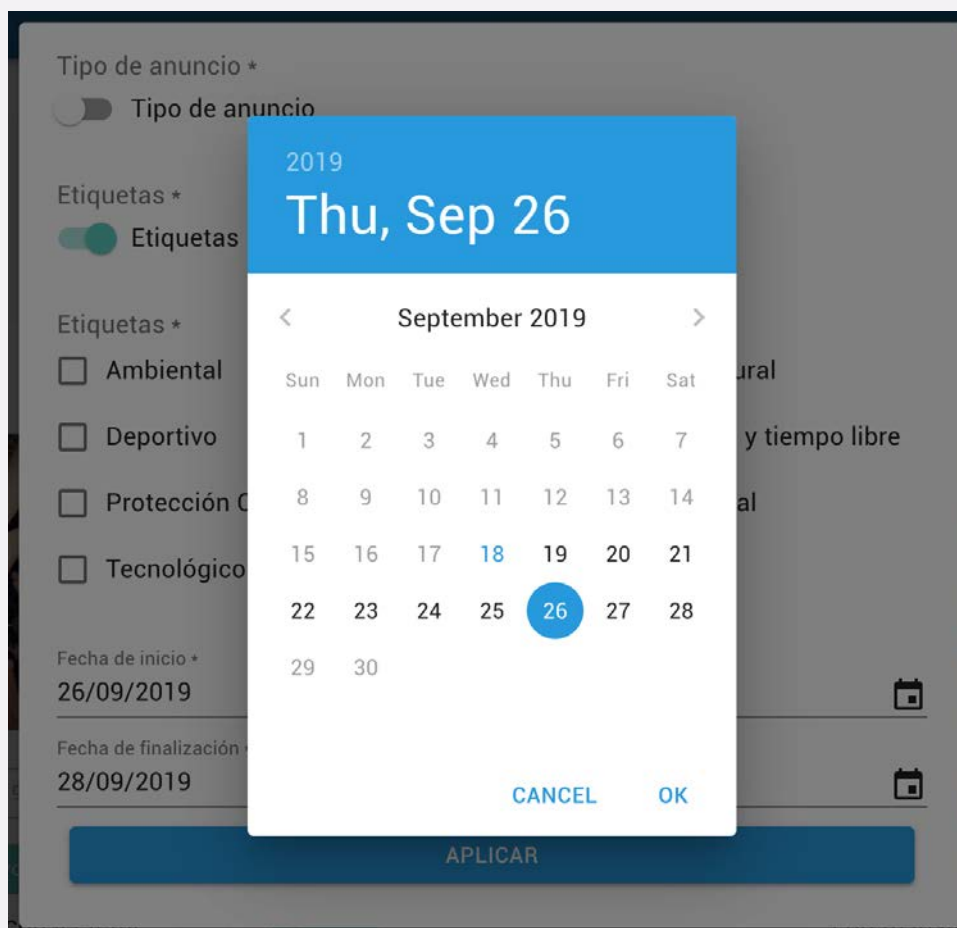 Tipo de anuncio *
Tipo de anuncio
Etiquetas *
Etiquetas
Etiquetas *
Ambiental
Deportivo
y tiempo libre
Protección
Tecnológico
Fecha de inicio *
26/09/2019
Fecha de finalización
28/09/2019
APLICAR
2019
Thu, Sep 26
September 2019
Sun Mon Tue Wed Thu Fri Sat
1 2 3 4 5 6 7
8 9 10 11 12 13 14
15 16 17 18 19 20 21
22 23 24 25 26 27 28
29 30
CANCEL OK